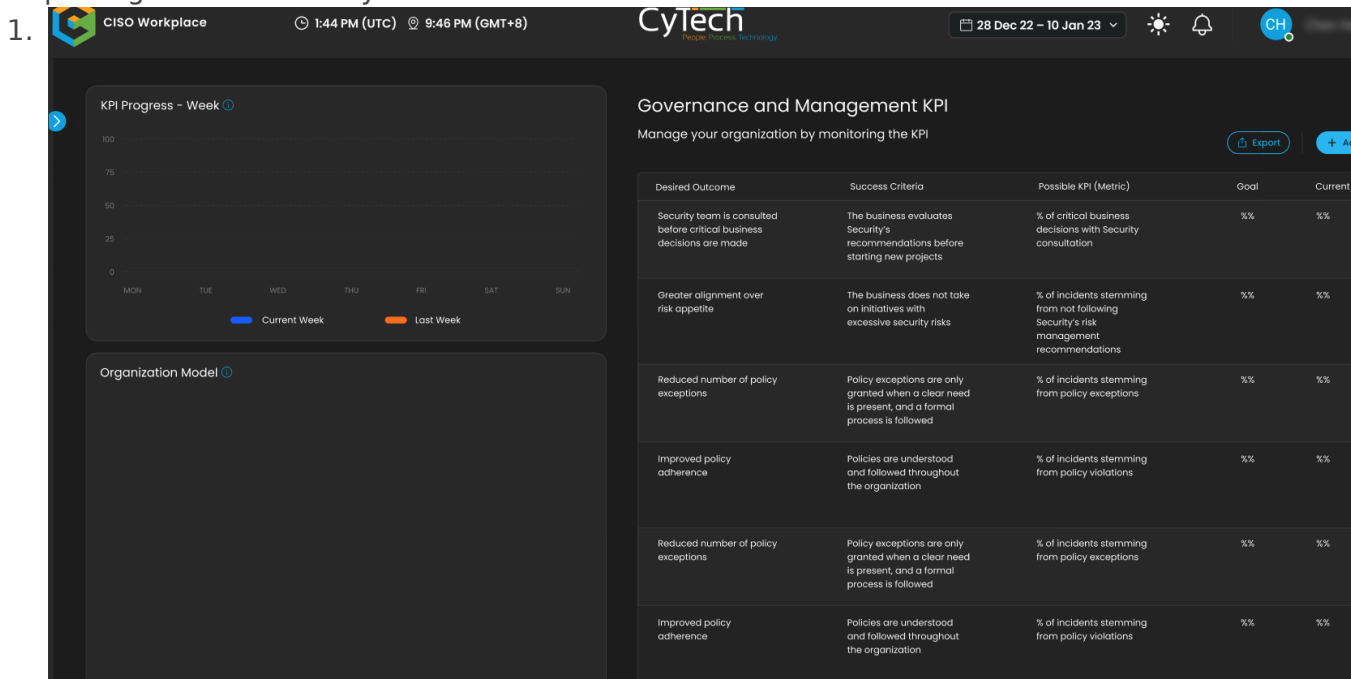 1.
CISO Workplace
1:44 PM (UTC)
9:46 PM (GMT+8)
CyTech
People. Process. Technology.
28 Dec 22 – 10 Jan 23
CH
KPI Progress - Week
100
75
50
25
0
MON TUE WED THU FRI SAT SUN
Current Week
Last Week
Organization Model
Governance and Management KPI
Manage your organization by monitoring the KPI
Export
+
Desired Outcome
Success Criteria
Possible KPI (Metric)
Goal
Current
Security team is consulted
before critical business
decisions are made
The business evaluates
Security's
recommendations before
starting new projects
% of critical business
decisions with Security
consultation
%%
%%
Greater alignment over
risk appetite
The business does not take
on initiatives with
excessive security risks
% of incidents stemming
from not following
Security's risk
management
recommendations
%%
%%
Reduced number of policy
exceptions
Policy exceptions are only
granted when a clear need
is present, and a formal
process is followed
% of incidents stemming
from policy exceptions
%%
%%
Improved policy
adherence
Policies are understood
and followed throughout
the organization
% of incidents stemming
from policy violations
%%
%%
Reduced number of policy
exceptions
Policy exceptions are only
granted when a clear need
is present, and a formal
process is followed
% of incidents stemming
from policy exceptions
%%
%%
Improved policy
adherence
Policies are understood
and followed throughout
the organization
% of incidents stemming
from policy violations
%%
%%